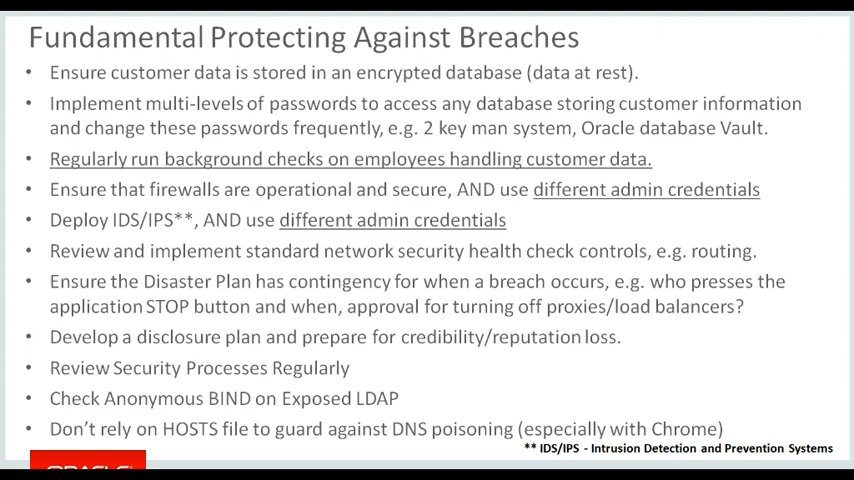 Fundamental Protecting Against Breaches
• Ensure customer data is stored in an encrypted database (data at rest).
• Implement multi-levels of passwords to access any database storing customer information
and change these passwords frequently, e.g. 2 key man system, Oracle database Vault.
• Regularly run background checks on employees handling customer data.
• Ensure that firewalls are operational and secure, AND use different admin credentials
• Deploy IDS/IPS**, AND use different admin credentials
• Review and implement standard network security health check controls, e.g. routing.
• Ensure the Disaster Plan has contingency for when a breach occurs, e.g. who presses the
application STOP button and when, approval for turning off proxies/load balancers?
• Develop a disclosure plan and prepare for credibility/reputation loss.
• Review Security Processes Regularly
• Check Anonymous BIND on Exposed LDAP
• Don't rely on HOSTS file to guard against DNS poisoning (especially with Chrome)
** IDS/IPS - Intrusion Detection and Prevention Systems
ORACLE